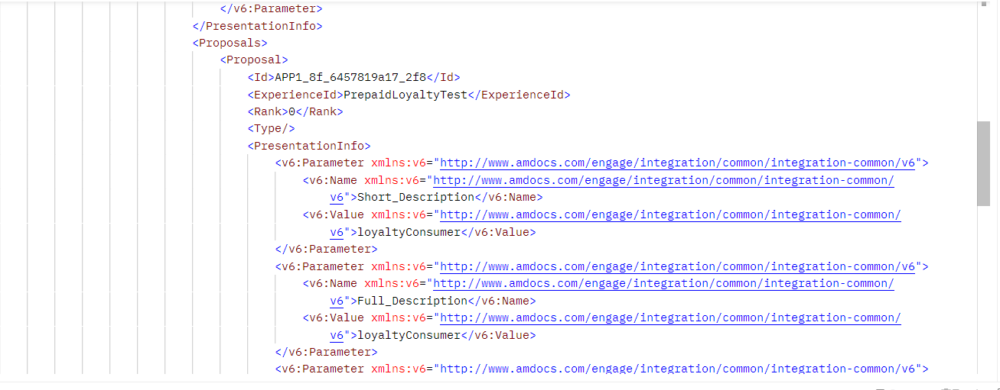 </v6:Parameter>
</PresentationInfo>
<Proposals>
<Proposal>
<Id>APP1_8f_6457819a17_2f8</Id>
<ExperienceId>PrepaidLoyaltyTest</ExperienceId>
<Rank>0</Rank>
<Type/>
<PresentationInfo>
<v6:Parameter xmlns:v6="http://www.amdocs.com/engage/integration/common/integration-common/v6">
<v6:Name xmlns:v6="http://www.amdocs.com/engage/integration/common/integration-common/
v6">Short_Description</v6:Name>
<v6:Value xmlns:v6="http://www.amdocs.com/engage/integration/common/integration-common/
v6">loyaltyConsumer</v6:Value>
</v6:Parameter>
<v6:Parameter xmlns:v6="http://www.amdocs.com/engage/integration/common/integration-common/v6">
<v6:Name xmlns:v6="http://www.amdocs.com/engage/integration/common/integration-common/
v6">Full_Description</v6:Name>
<v6:Value xmlns:v6="http://www.amdocs.com/engage/integration/common/integration-common/
v6">loyaltyConsumer</v6:Value>
</v6:Parameter>
<v6:Parameter xmlns:v6="http://www.amdocs.com/engage/integration/common/integration-common/v6">